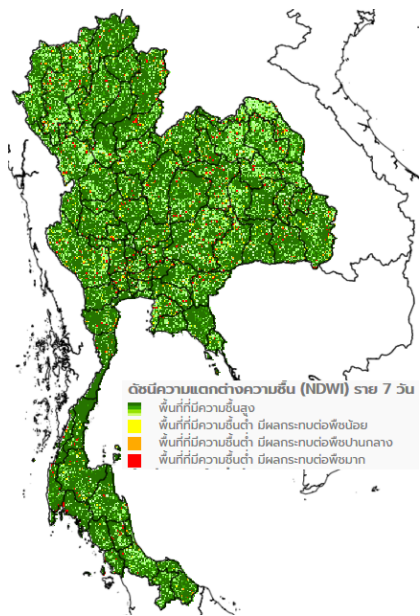 ดัชนีความแตกต่างความชื้น (NDWI) ราย 7 วัน
พื้นที่ที่มีความชื้นสูง
พื้นที่ที่มีความชื้นต่ำ มีผลกระทบต่อพืชน้อย
พื้นที่ที่มีความชื้นต่ำ มีผลกระทบต่อพืชปานกลาง
พื้นที่ที่มีความชื้นต่ำ มีผลกระทบต่อพืชมาก